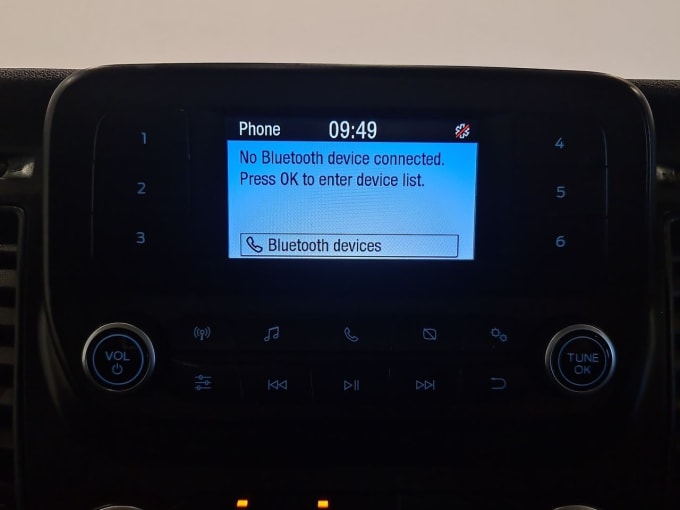 Phone 09:49
1
4
No Bluetooth device connected.
Press OK to enter device list.
2
5
3
6
Bluetooth devices
VOL
TUNE
OK